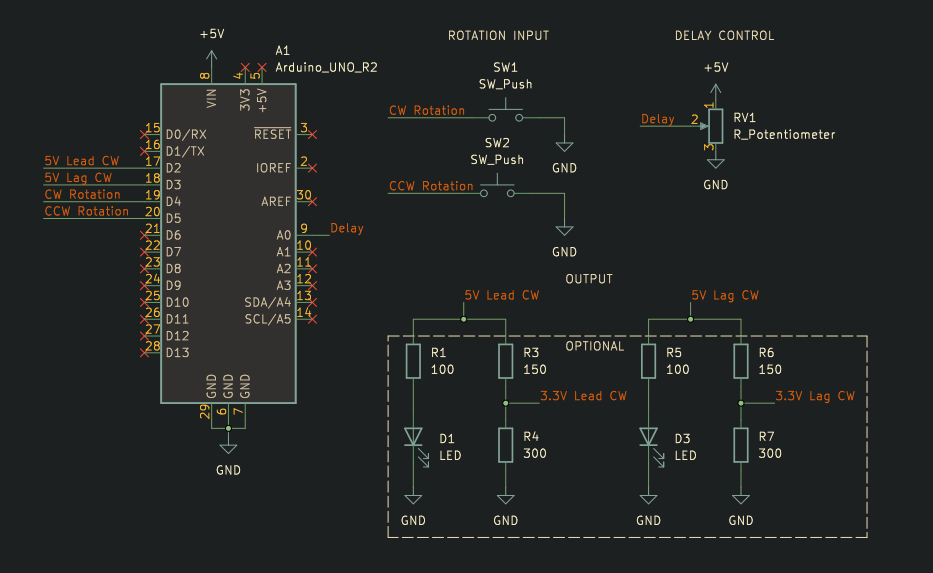 +5V
A1
Arduino_UNO_R2
8
4
5
VIN
3V3
+5V
15
D0/RX
16
D1/TX
5V Lead CW
17
D2
5V Lag CW
18
D3
CW Rotation
19
D4
CCW Rotation
20
D5
21
D6
22
D7
23
D8
24
D9
25
D10
26
D11
27
D12
28
D13
RESET
3
IOREF
2
AREF
30
A0
9
Delay
A1
10
A2
11
A3
12
SDA/A4
13
SCL/A5
14
GND
GND
GND
29
6
7
GND
ROTATION INPUT
SW1
SW_Push
CW Rotation
GND
SW2
SW_Push
CCW Rotation
GND
DELAY CONTROL
+5V
1
Delay
2
RV1
R_Potentiometer
3
GND
OUTPUT
5V Lead CW
5V Lag CW
OPTIONAL
R1
100
R3
150
R5
100
R6
150
3.3V Lead CW
3.3V Lag CW
D1
LED
R4
300
D3
LED
R7
300
GND
GND
GND
GND